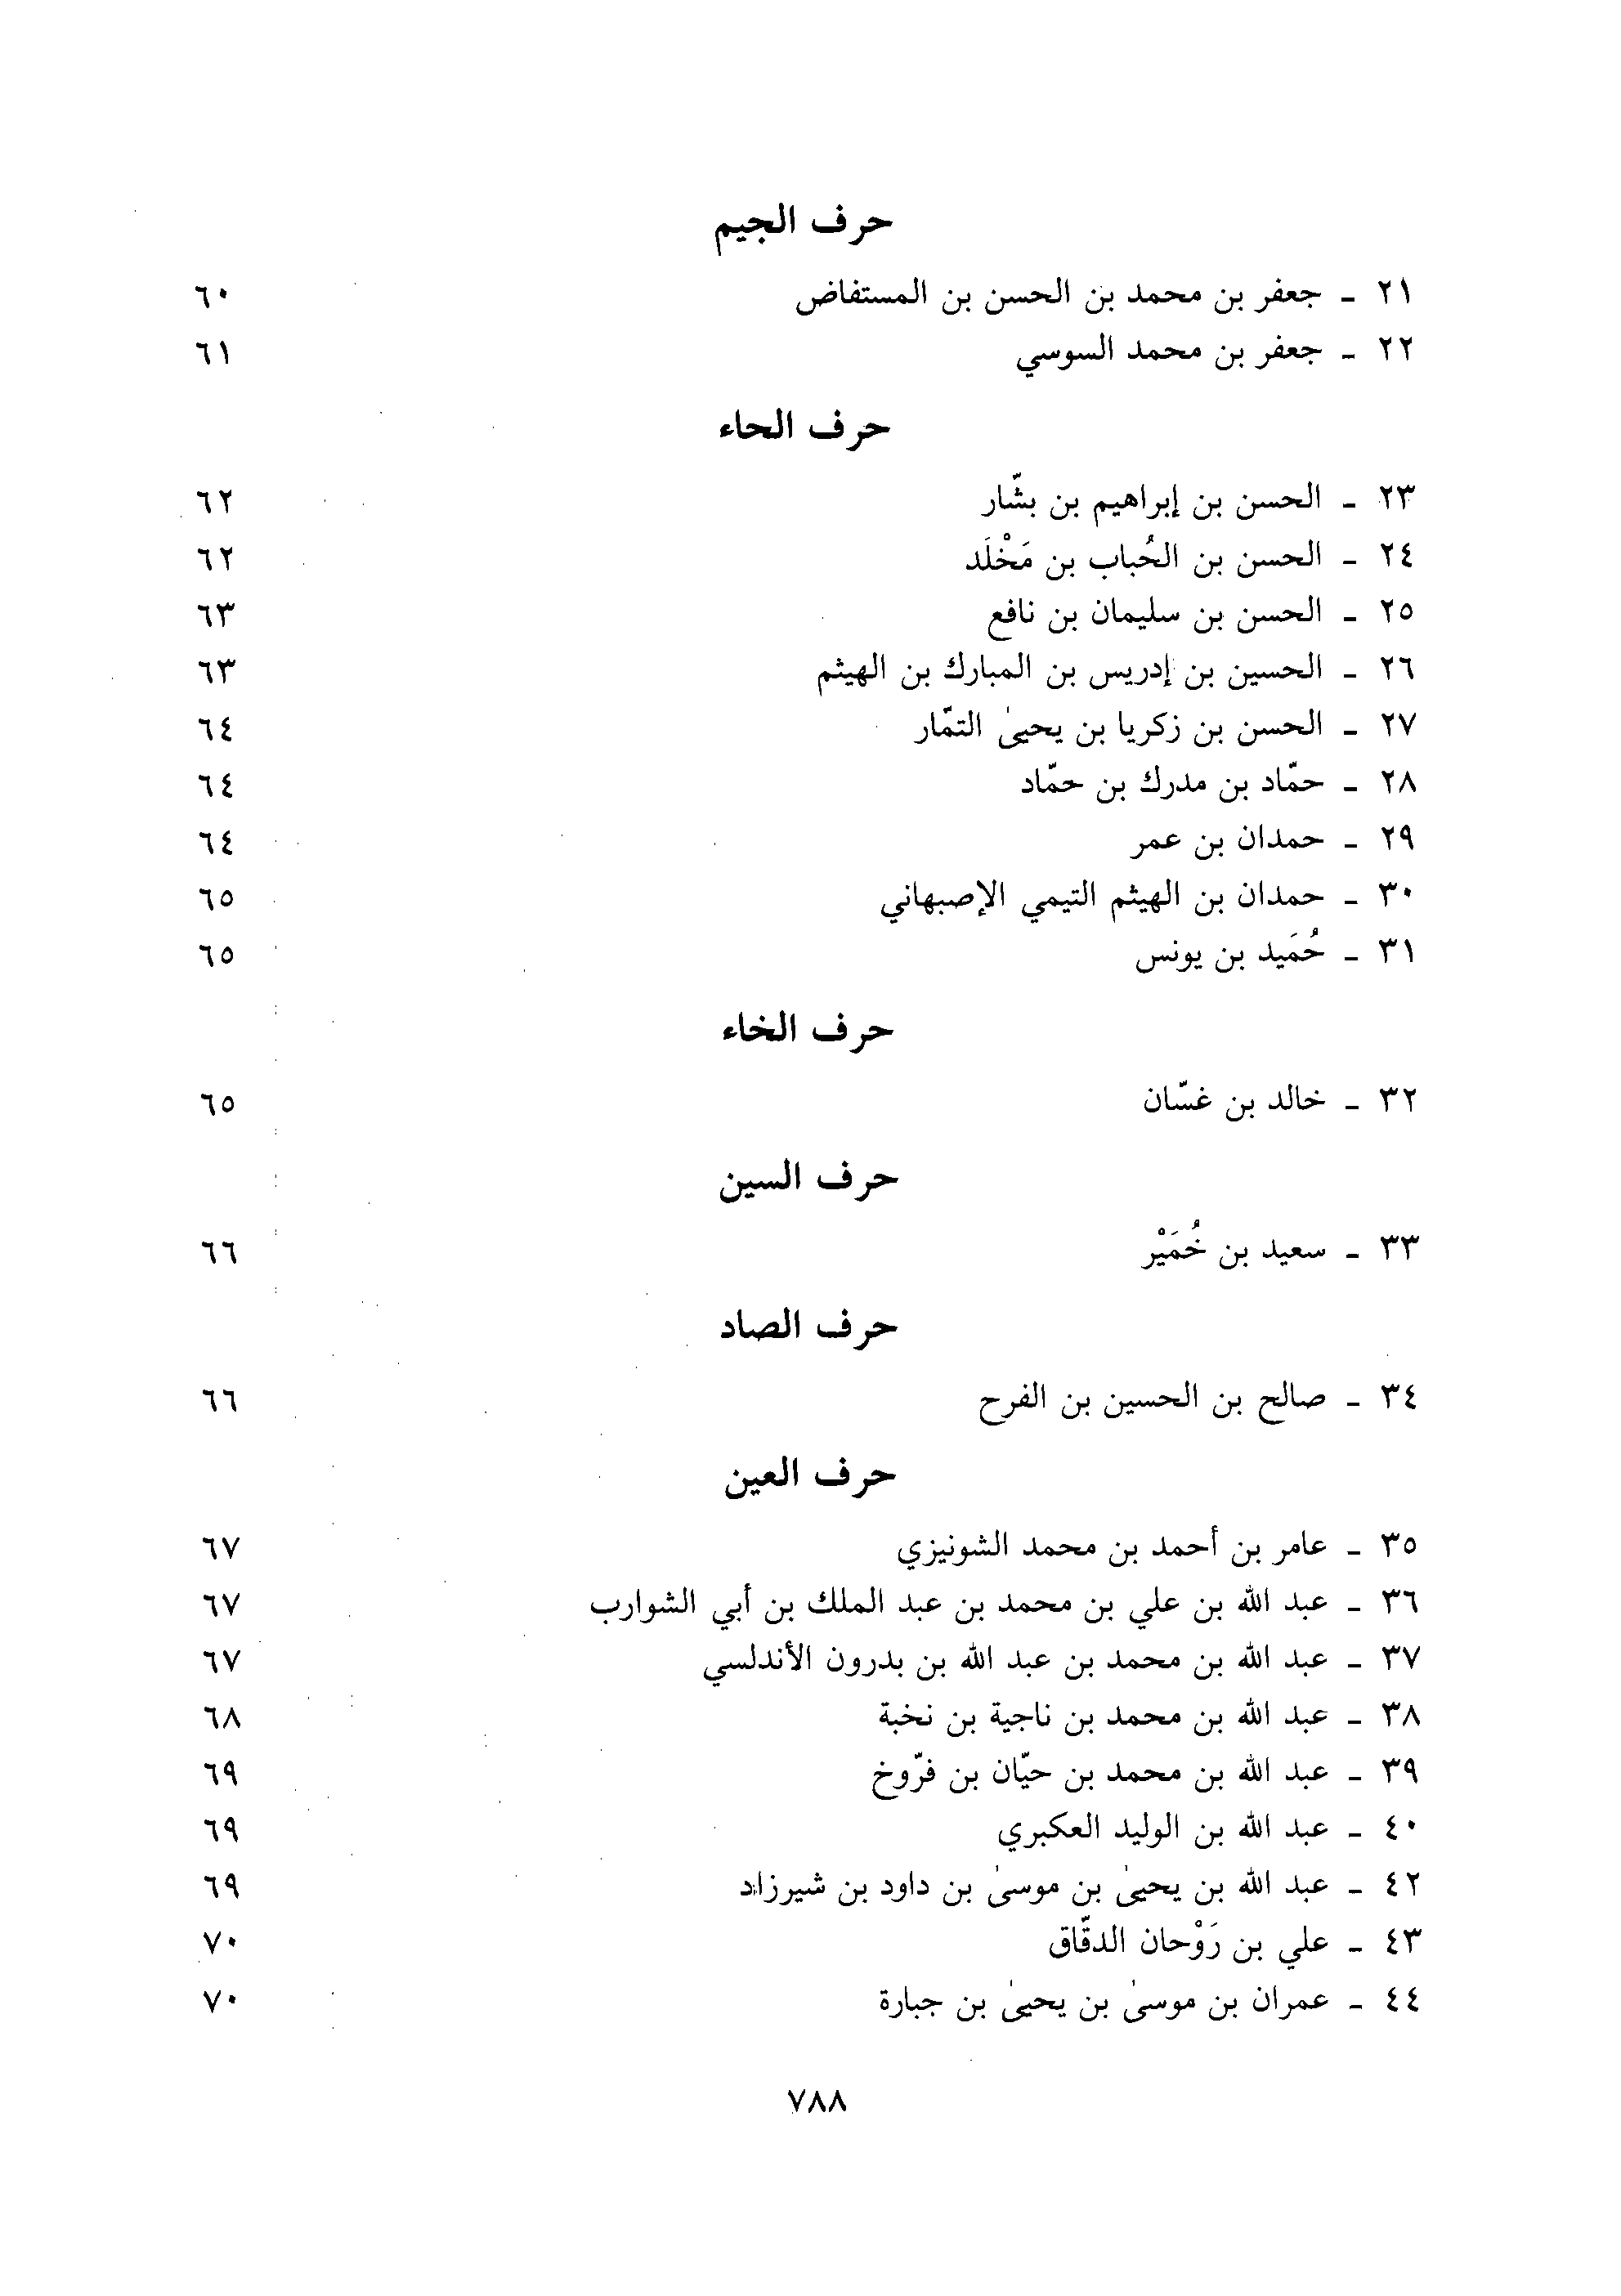 حرف الجيم
٢١ - جعفر بن محمد بن الحسن بن المستفاض ٦٠
٢٢ - جعفر بن محمد السوسي ٦١
حرف الحاء
٢٣ - الحسن بن إبراهيم بن بشّار ٦٢
٢٤ - الحسن بن الحُباب بن مَخْلَد ٦٢
٢٥ - الحسن بن سليمان بن نافع ٦٣
٢٦ - الحسين بن إدريس بن المبارك بن الهيثم ٦٣
٢٧ - الحسن بن زكريا بن يحيىٰ التمّار ٦٤
٢٨ - حمّاد بن مدرك بن حمّاد ٦٤
٢٩ - حمدان بن عمر ٦٤
٣٠ - حمدان بن الهيثم التيمي الإصبهاني ٦٥
٣١ - حُمَيد بن يونس ٦٥
حرف الخاء
٣٢ - خالد بن غسّان ٦٥
حرف السين
٣٣ - سعيد بن خُمَيْر ٦٦
حرف الصاد
٣٤ - صالح بن الحسين بن الفرح ٦٦
حرف العين
٣٥ - عامر بن أحمد بن محمد الشونيزي ٦٧
٣٦ - عبد الله بن علي بن محمد بن عبد الملك بن أبي الشوارب ٦٧
٣٧ - عبد الله بن محمد بن عبد الله بن بدرون الأندلسي ٦٧
٣٨ - عبد الله بن محمد بن ناجية بن نخبة ٦٨
٣٩ - عبد الله بن محمد بن حيّان بن فرّوخ ٦٩
٤٠ - عبد الله بن الوليد العكبري ٦٩
٤٢ - عبد الله بن يحيىٰ بن موسىٰ بن داود بن شيرزاد ٦٩
٤٣ - علي بن رَوْحان الدقّاق ٧٠
٤٤ - عمران بن موسىٰ بن يحيىٰ بن جبارة ٧٠
٧٨٨